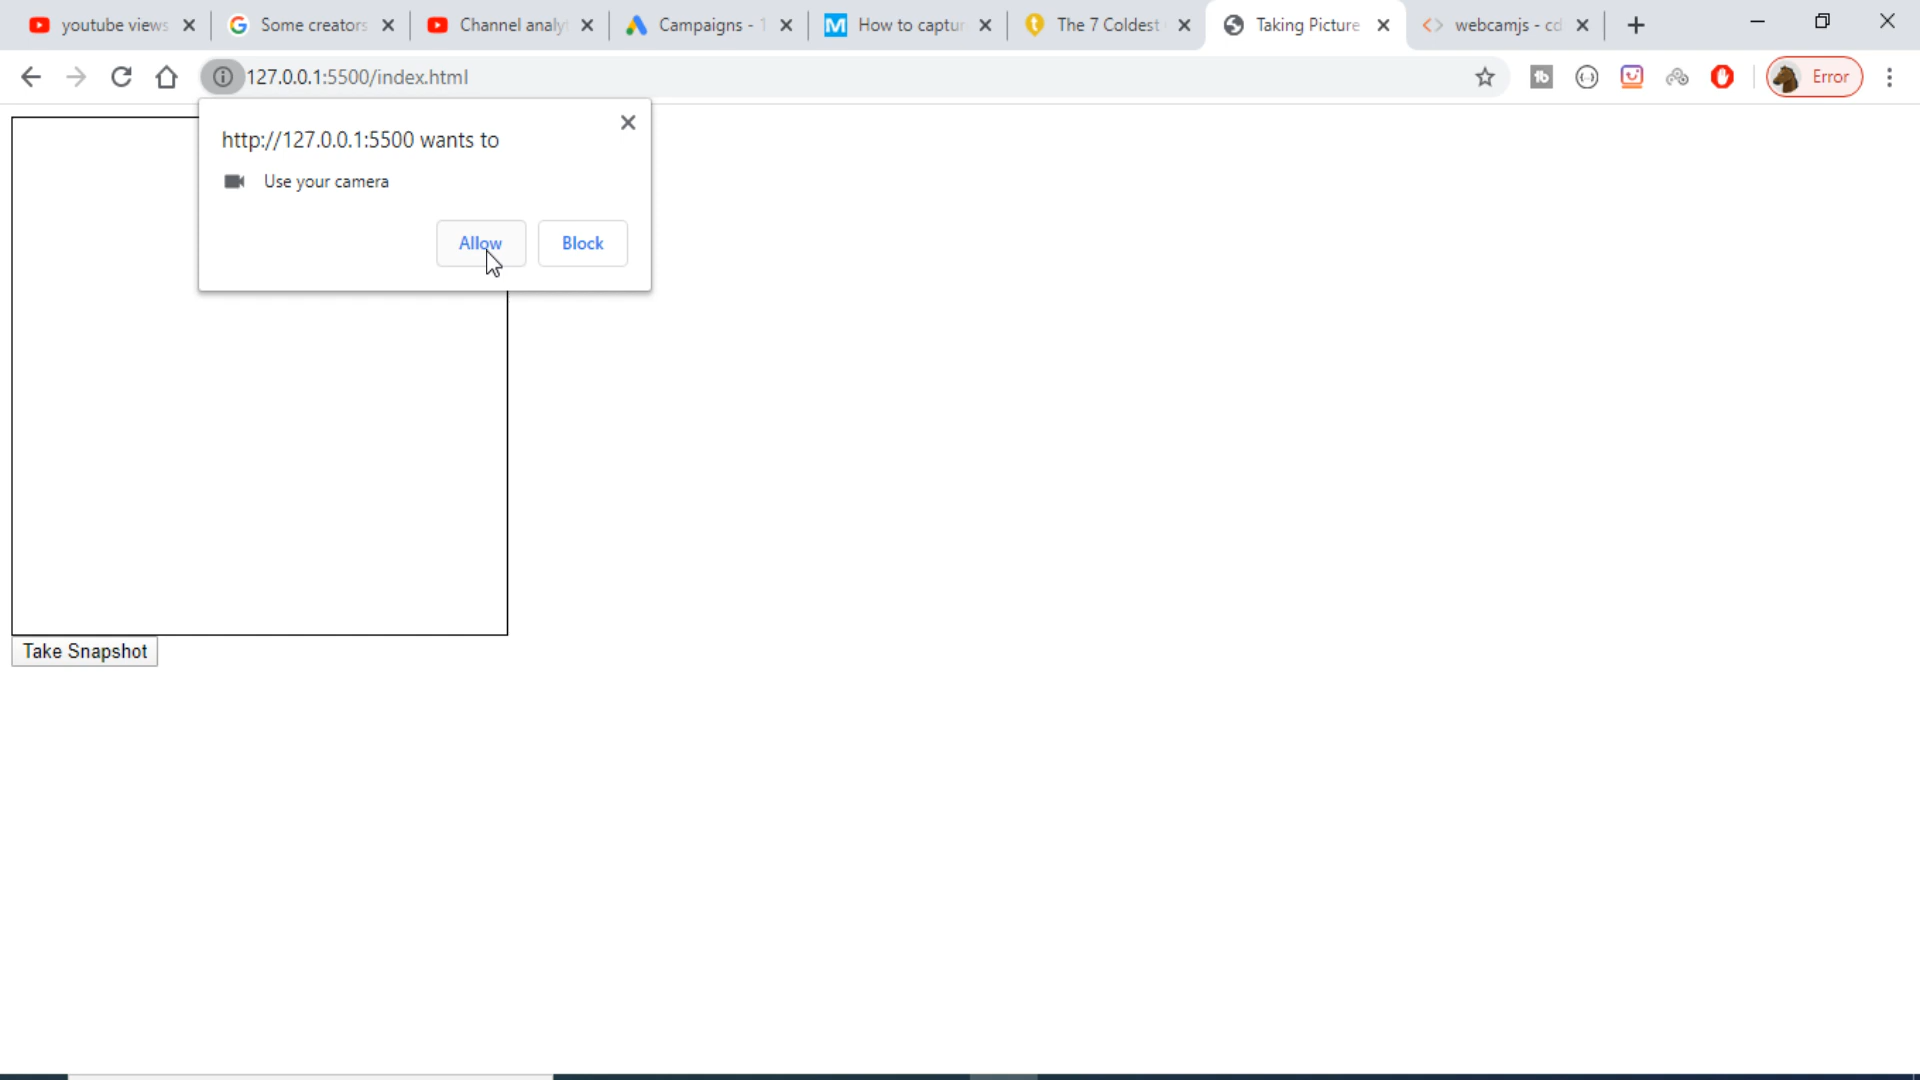 youtube views
Some creators
Channel analyt
Campaigns - 1
How to captur
The 7 Coldest
Taking Picture
webcamjs - cd
127.0.0.1:5500/index.html
tb
Error
http://127.0.0.1:5500 wants to
Use your camera
Allow
Block
Take Snapshot